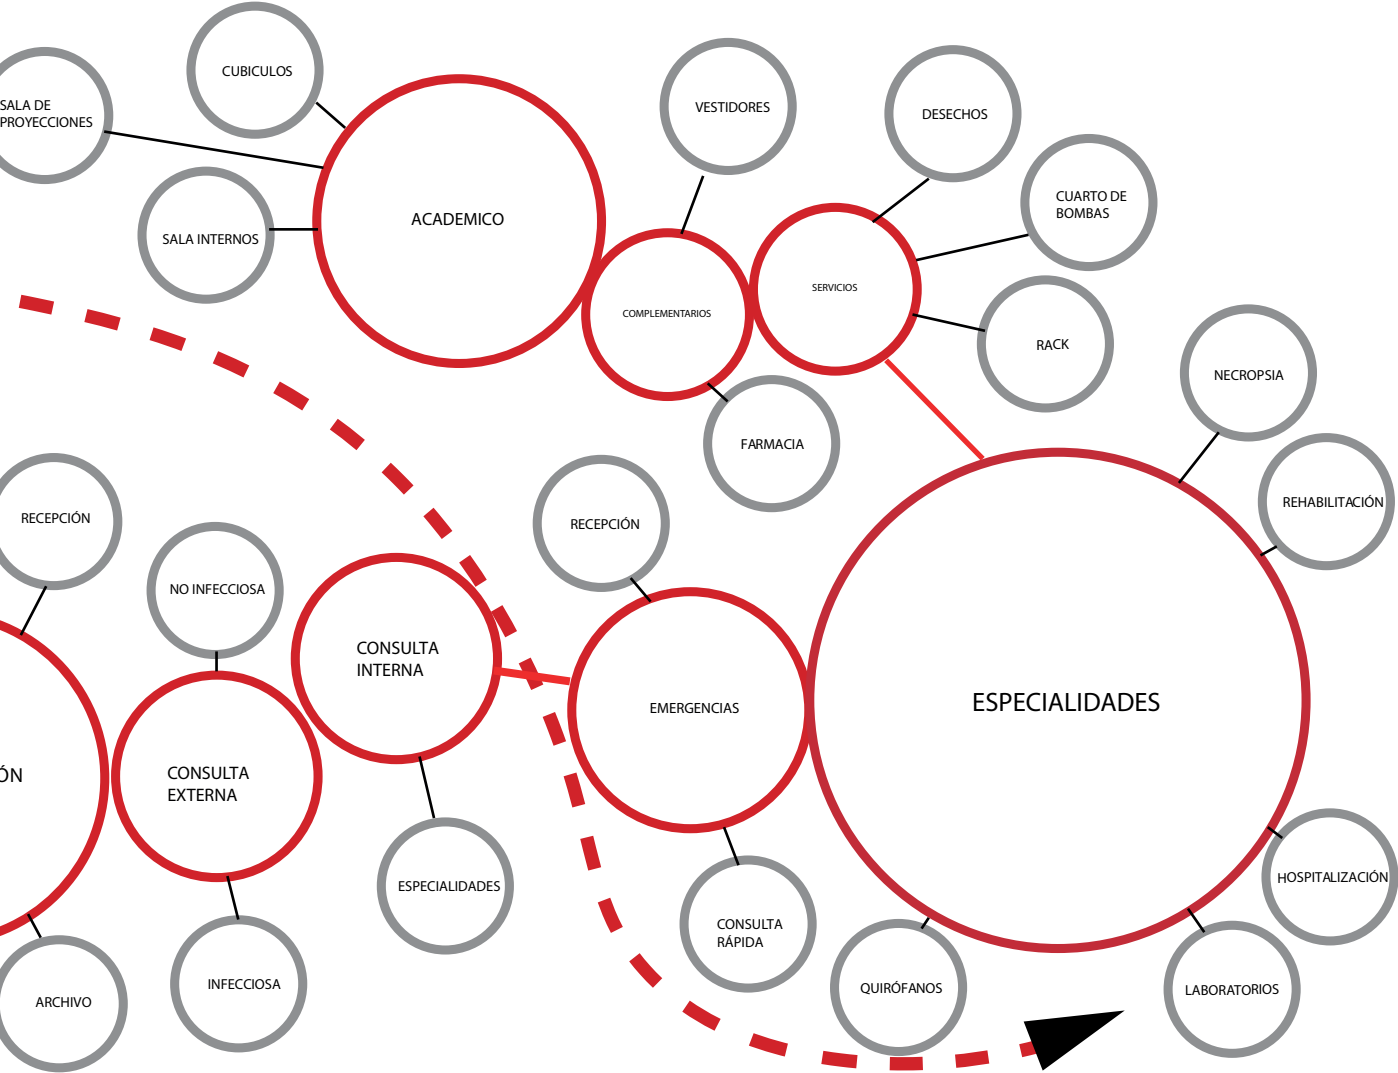 CUBICULOS
SALA DE
PROYECCIONES
VESTIDORES
DESECHOS
CUARTO DE
BOMBAS
ACADEMICO
SALA INTERNOS
SERVICIOS
COMPLEMENTARIOS
RACK
NECROPSIA
FARMACIA
REHABILITACIÓN
RECEPCIÓN
RECEPCIÓN
NO INFECCIOSA
CONSULTA
INTERNA
EMERGENCIAS
ESPECIALIDADES
ÓN
CONSULTA
EXTERNA
ESPECIALIDADES
HOSPITALIZACIÓN
CONSULTA
RÁPIDA
INFECCIOSA
QUIRÓFANOS
LABORATORIOS
ARCHIVO